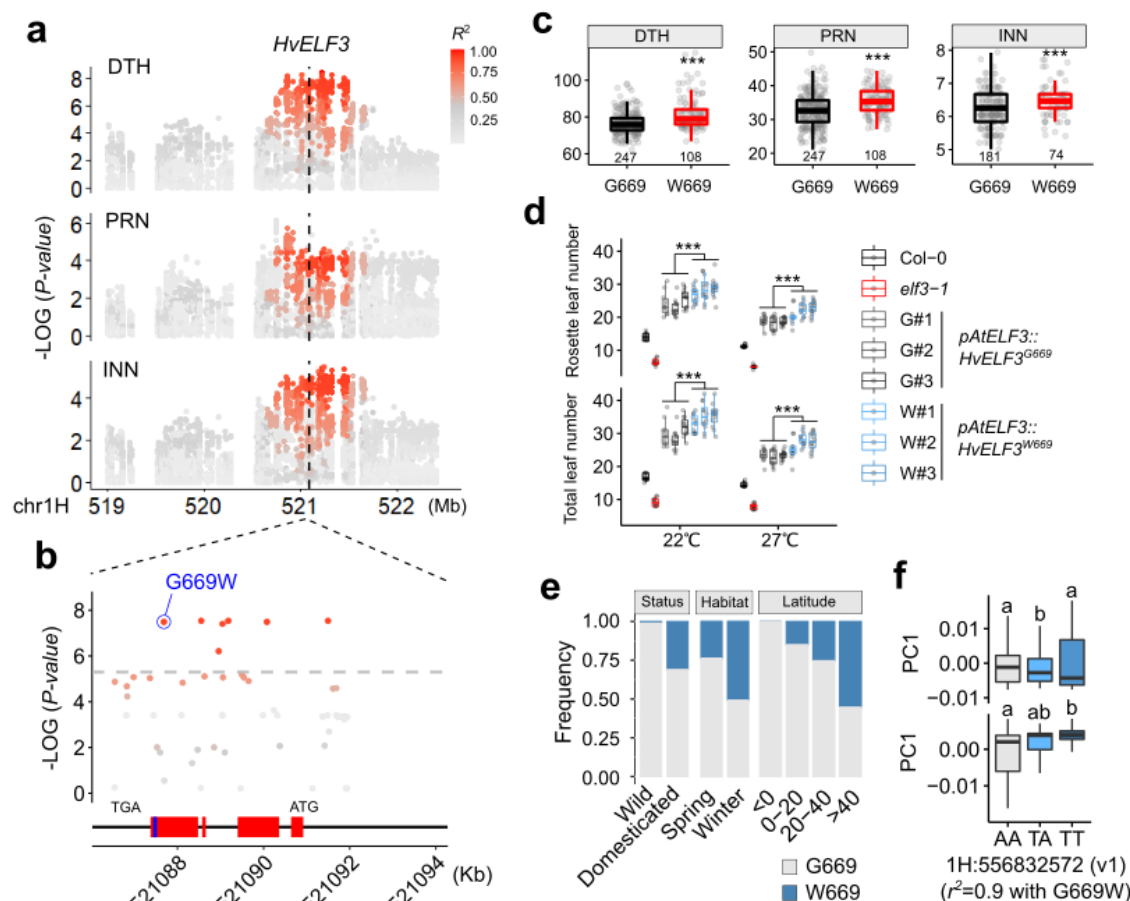 a
HvELF3
R²
1.00
0.75
0.50
0.25
DTH
8
6
4
2
0
PRN
6
4
2
0
INN
6
4
2
0
-LOG (P-value)
chr1H 519 520 521 522 (Mb)
b
G669W
8
6
4
2
0
-LOG (P-value)
TGA ATG
521088 521090 521092 521094 (Kb)
c
DTH PRN INN
*** *** ***
100
80
60
50
40
30
20
8
7
6
5
247 108 247 108 181 74
G669 W669 G669 W669 G669 W669
d
Rosette leaf number
40
30
20
10
*** ***
Total leaf number
40
30
20
10
*** ***
22℃ 27℃
Col-0
elf3-1
G#1
G#2
G#3
pAtELF3::
HvELF3^G669
W#1
W#2
W#3
pAtELF3::
HvELF3^W669
e
Status Habitat Latitude
Frequency
1.00
0.75
0.50
0.25
0.00
Wild Domesticated Spring Winter <0 0-20 20-40 >40
G669
W669
f
a b a
PC1
0.01
0.00
-0.01
a ab b
PC1
0.00
-0.01
AA TA TT
1H:556832572 (v1)
(r²=0.9 with G669W)